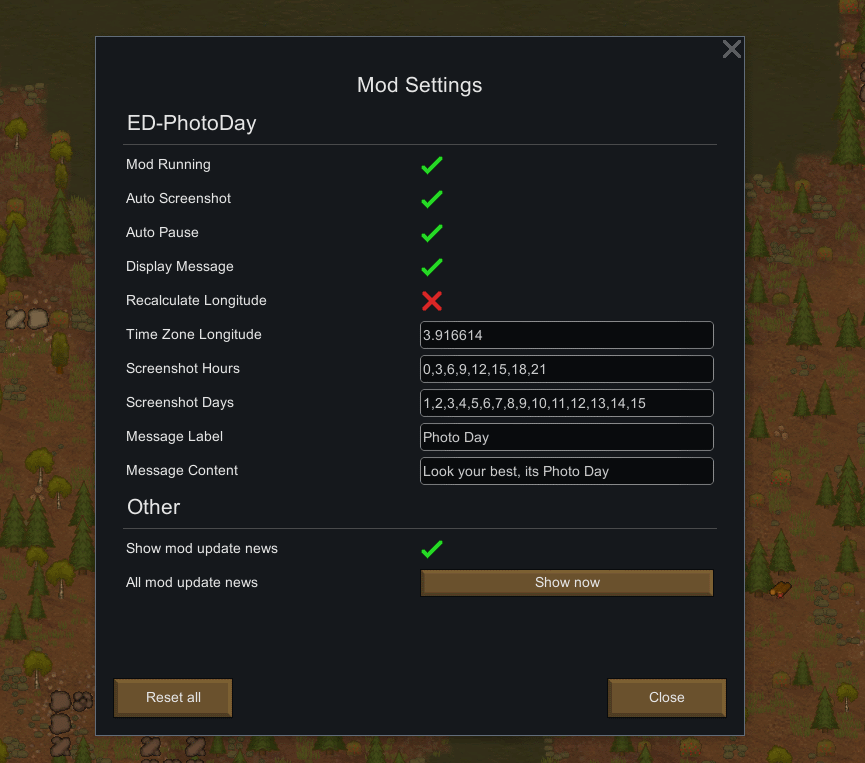 Mod Settings
ED-PhotoDay
Mod Running
Auto Screenshot
Auto Pause
Display Message
Recalculate Longitude
Time Zone Longitude 3.916614
Screenshot Hours 0,3,6,9,12,15,18,21
Screenshot Days 1,2,3,4,5,6,7,8,9,10,11,12,13,14,15
Message Label Photo Day
Message Content Look your best, its Photo Day
Other
Show mod update news
All mod update news Show now
Reset all Close